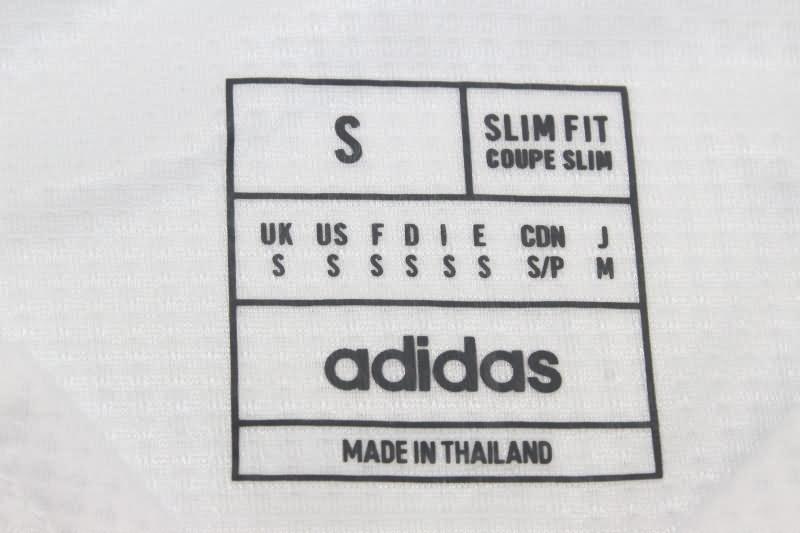 S
SLIM FIT
COUPE SLIM
UK US F D I E CDN J
S S S S S S S/P M
adidas
MADE IN THAILAND